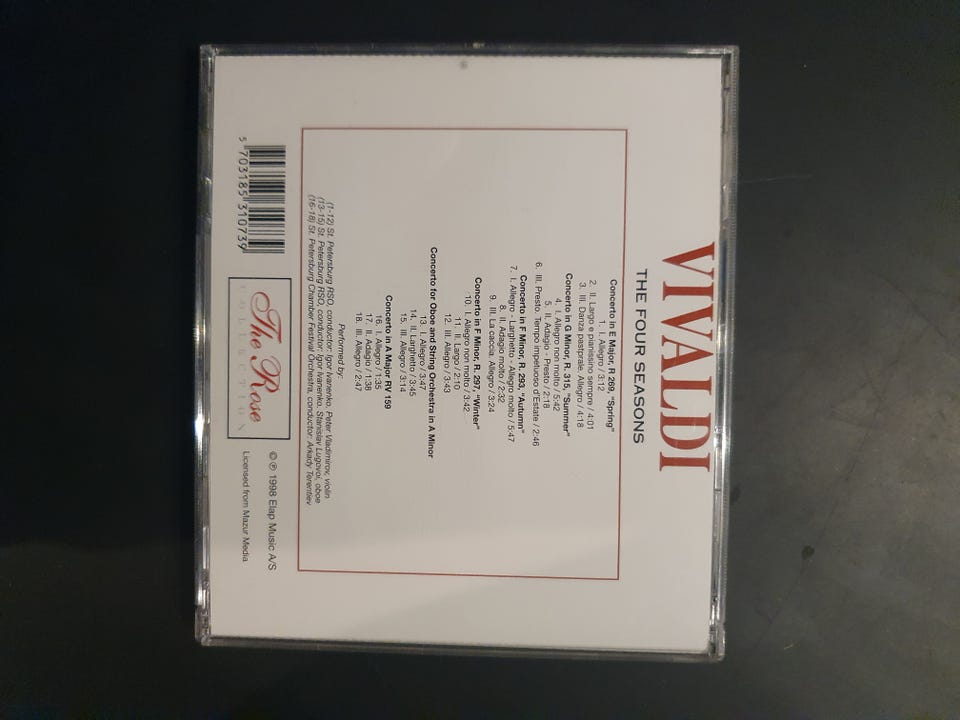 VIVALDI
THE FOUR SEASONS
Concerto in E Major, R 269, "Spring"
1. I. Allegro / 3:12
2. II. Largo e pianissimo sempre / 4:01
3. III. Danza pastprale. Allegro / 4:18
Concerto in G Minor, R. 315, "Summer"
4. I. Allegro non molto / 5:42
5. II. Adagio - Presto / 2:18
6. III. Presto. Tempo impetuoso d'Estate / 2:46
Concerto in F Minor, R. 293, "Autumn"
7. I. Allegro - Larghetto - Allegro molto / 5:47
8. II. Adagio molto / 2:32
9. III. La caccia. Allegro / 3:24
Concerto in F Minor, R. 297, "Winter"
10. I. Allegro non molto / 3:42
11. II. Largo / 2:10
12. III. Allegro / 3:43
Concerto for Oboe and String Orchestra in A Minor
13. I. Allegro / 3:47
14. II. Larghetto / 3:45
15. III. Allegro / 3:14
Concerto in A Major RV 159
16. I. Allegro / 1:35
17. II. Adagio / 1:38
18. III. Allegro / 2:47
Performed by:
(1-12) St. Petersburg RSO, conductor: Igor Ivanenko, Peter Vladimirov, violin
(13-15) St. Petersburg RSO, conductor: Igor Ivanenko, Stanislav Lugovoi, oboe
(16-18) St. Petersburg Chamber Festival Orchestra, conductor: Arkady Terentiev
5 703185 310739
The Rose
COLLECTION
© ℗ 1998 Elap Music A/S
Licensed from Mazur Media